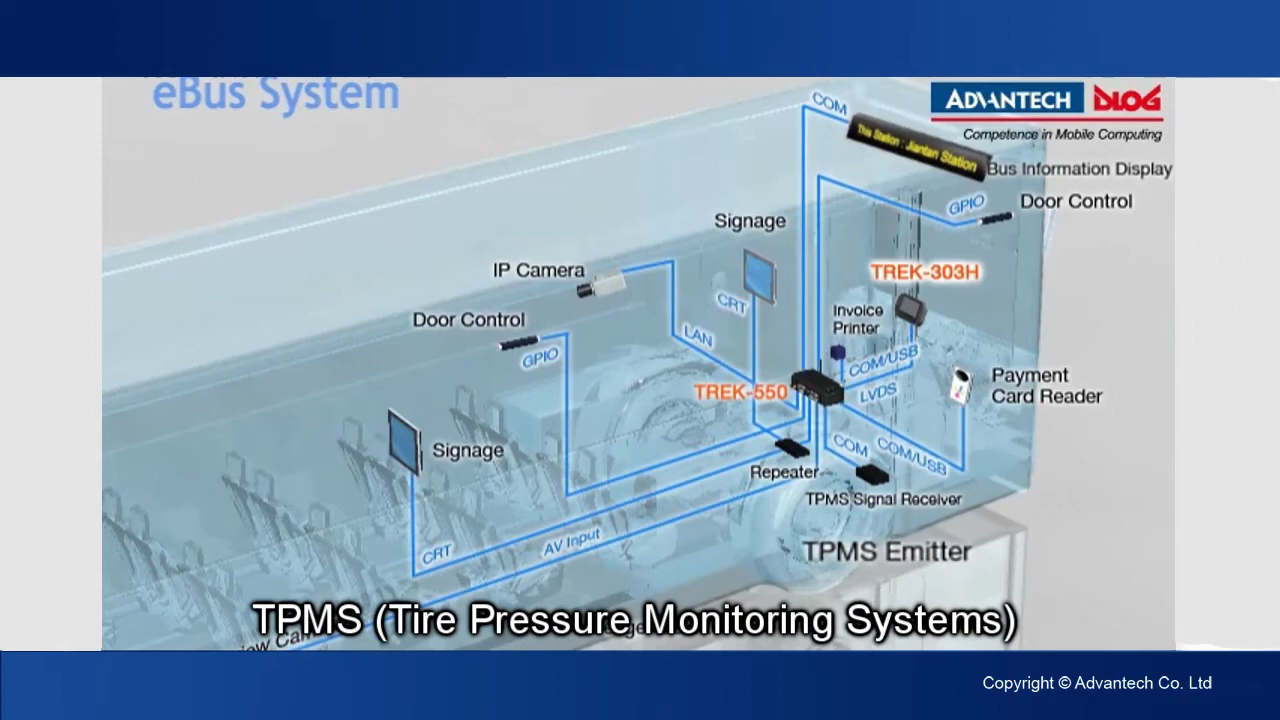 eBus System
ADVANTECH DLOG
Competence in Mobile Computing
COM
This Station : Jiantan Station
Bus Information Display
GPIO
Door Control
Signage
IP Camera
TREK-303H
CRT
Invoice
Printer
Door Control
GPIO
LAN
COM/USB
TREK-550
LVDS
Payment
Card Reader
Signage
COM
COM/USB
Repeater
TPMS Signal Receiver
CRT
AV Input
TPMS Emitter
TPMS (Tire Pressure Monitoring Systems)
Copyright © Advantech Co. Ltd